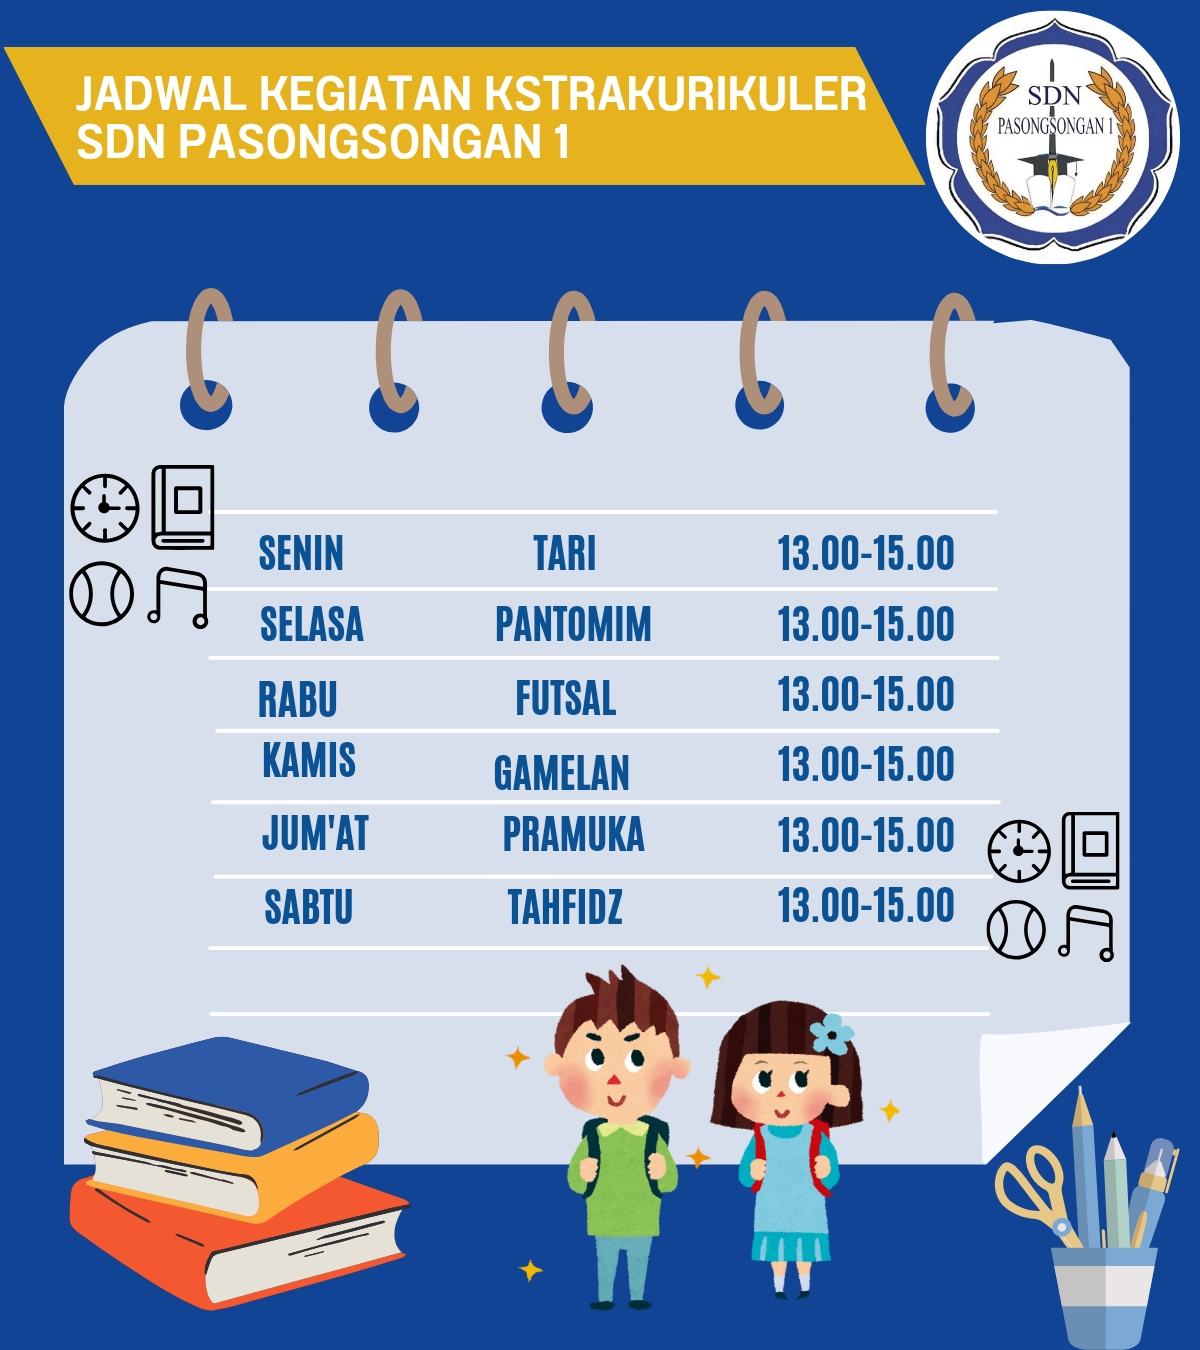 JADWAL KEGIATAN KSTRAKURIKULER
SDN PASONGSONGAN 1
SDN
PASONGSONGAN 1
SENIN TARI 13.00-15.00
SELASA PANTOMIM 13.00-15.00
RABU FUTSAL 13.00-15.00
KAMIS GAMELAN 13.00-15.00
JUM'AT PRAMUKA 13.00-15.00
SABTU TAHFIDZ 13.00-15.00